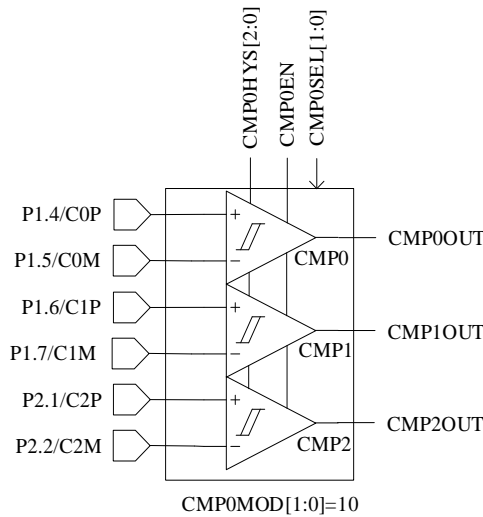 CMP0HYS[2:0]
CMP0EN
CMP0SEL[1:0]
P1.4/C0P
+
CMP0OUT
P1.5/C0M
−
CMP0
P1.6/C1P
+
CMP1OUT
P1.7/C1M
−
CMP1
P2.1/C2P
+
CMP2OUT
P2.2/C2M
−
CMP2
CMP0MOD[1:0]=10